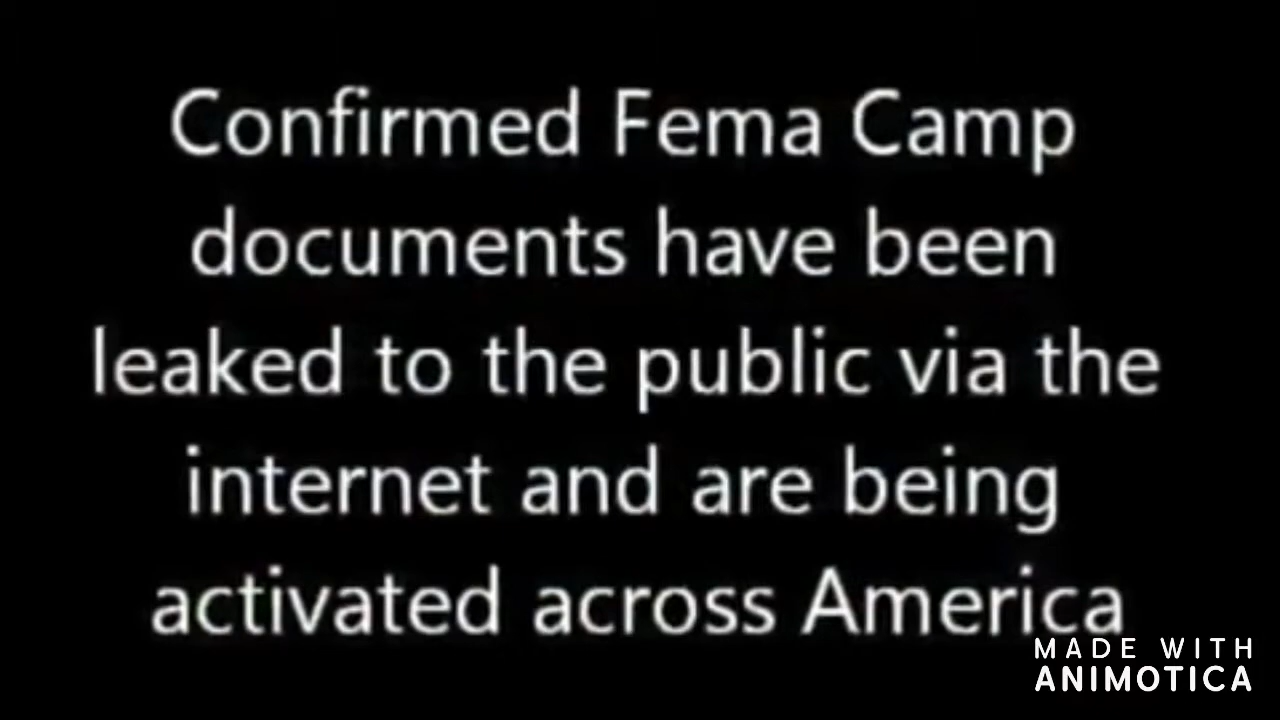 Confirmed Fema Camp
documents have been
leaked to the public via the
internet and are being
activated across America
MADE WITH
ANIMOTICA